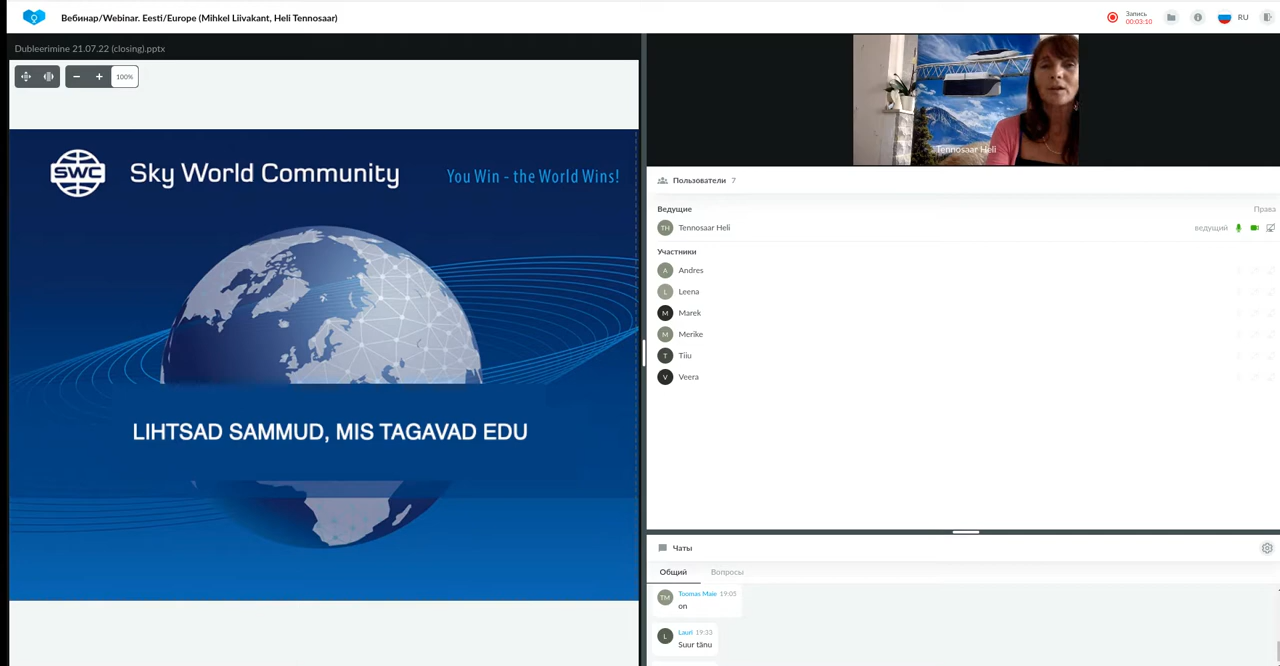 Вебинар/Webinar. Eesti/Europe (Mihkel Liivakant, Heli Tennosaar)
Запись
00:03:10
RU
Dubleerimine 21.07.22 (closing).pptx
100%
SWC
Sky World Community
You Win - the World Wins!
LIHTSAD SAMMUD, MIS TAGAVAD EDU
Tennosaar Heli
Пользователи 7
Ведущие
Права
TH
Tennosaar Heli
ведущий
Участники
A
Andres
L
Leena
M
Marek
M
Merike
T
Tiiu
V
Veera
Чаты
Общий
Вопросы
TM
Toomas Maie 19:05
on
L
Lauri 19:33
Suur tänu